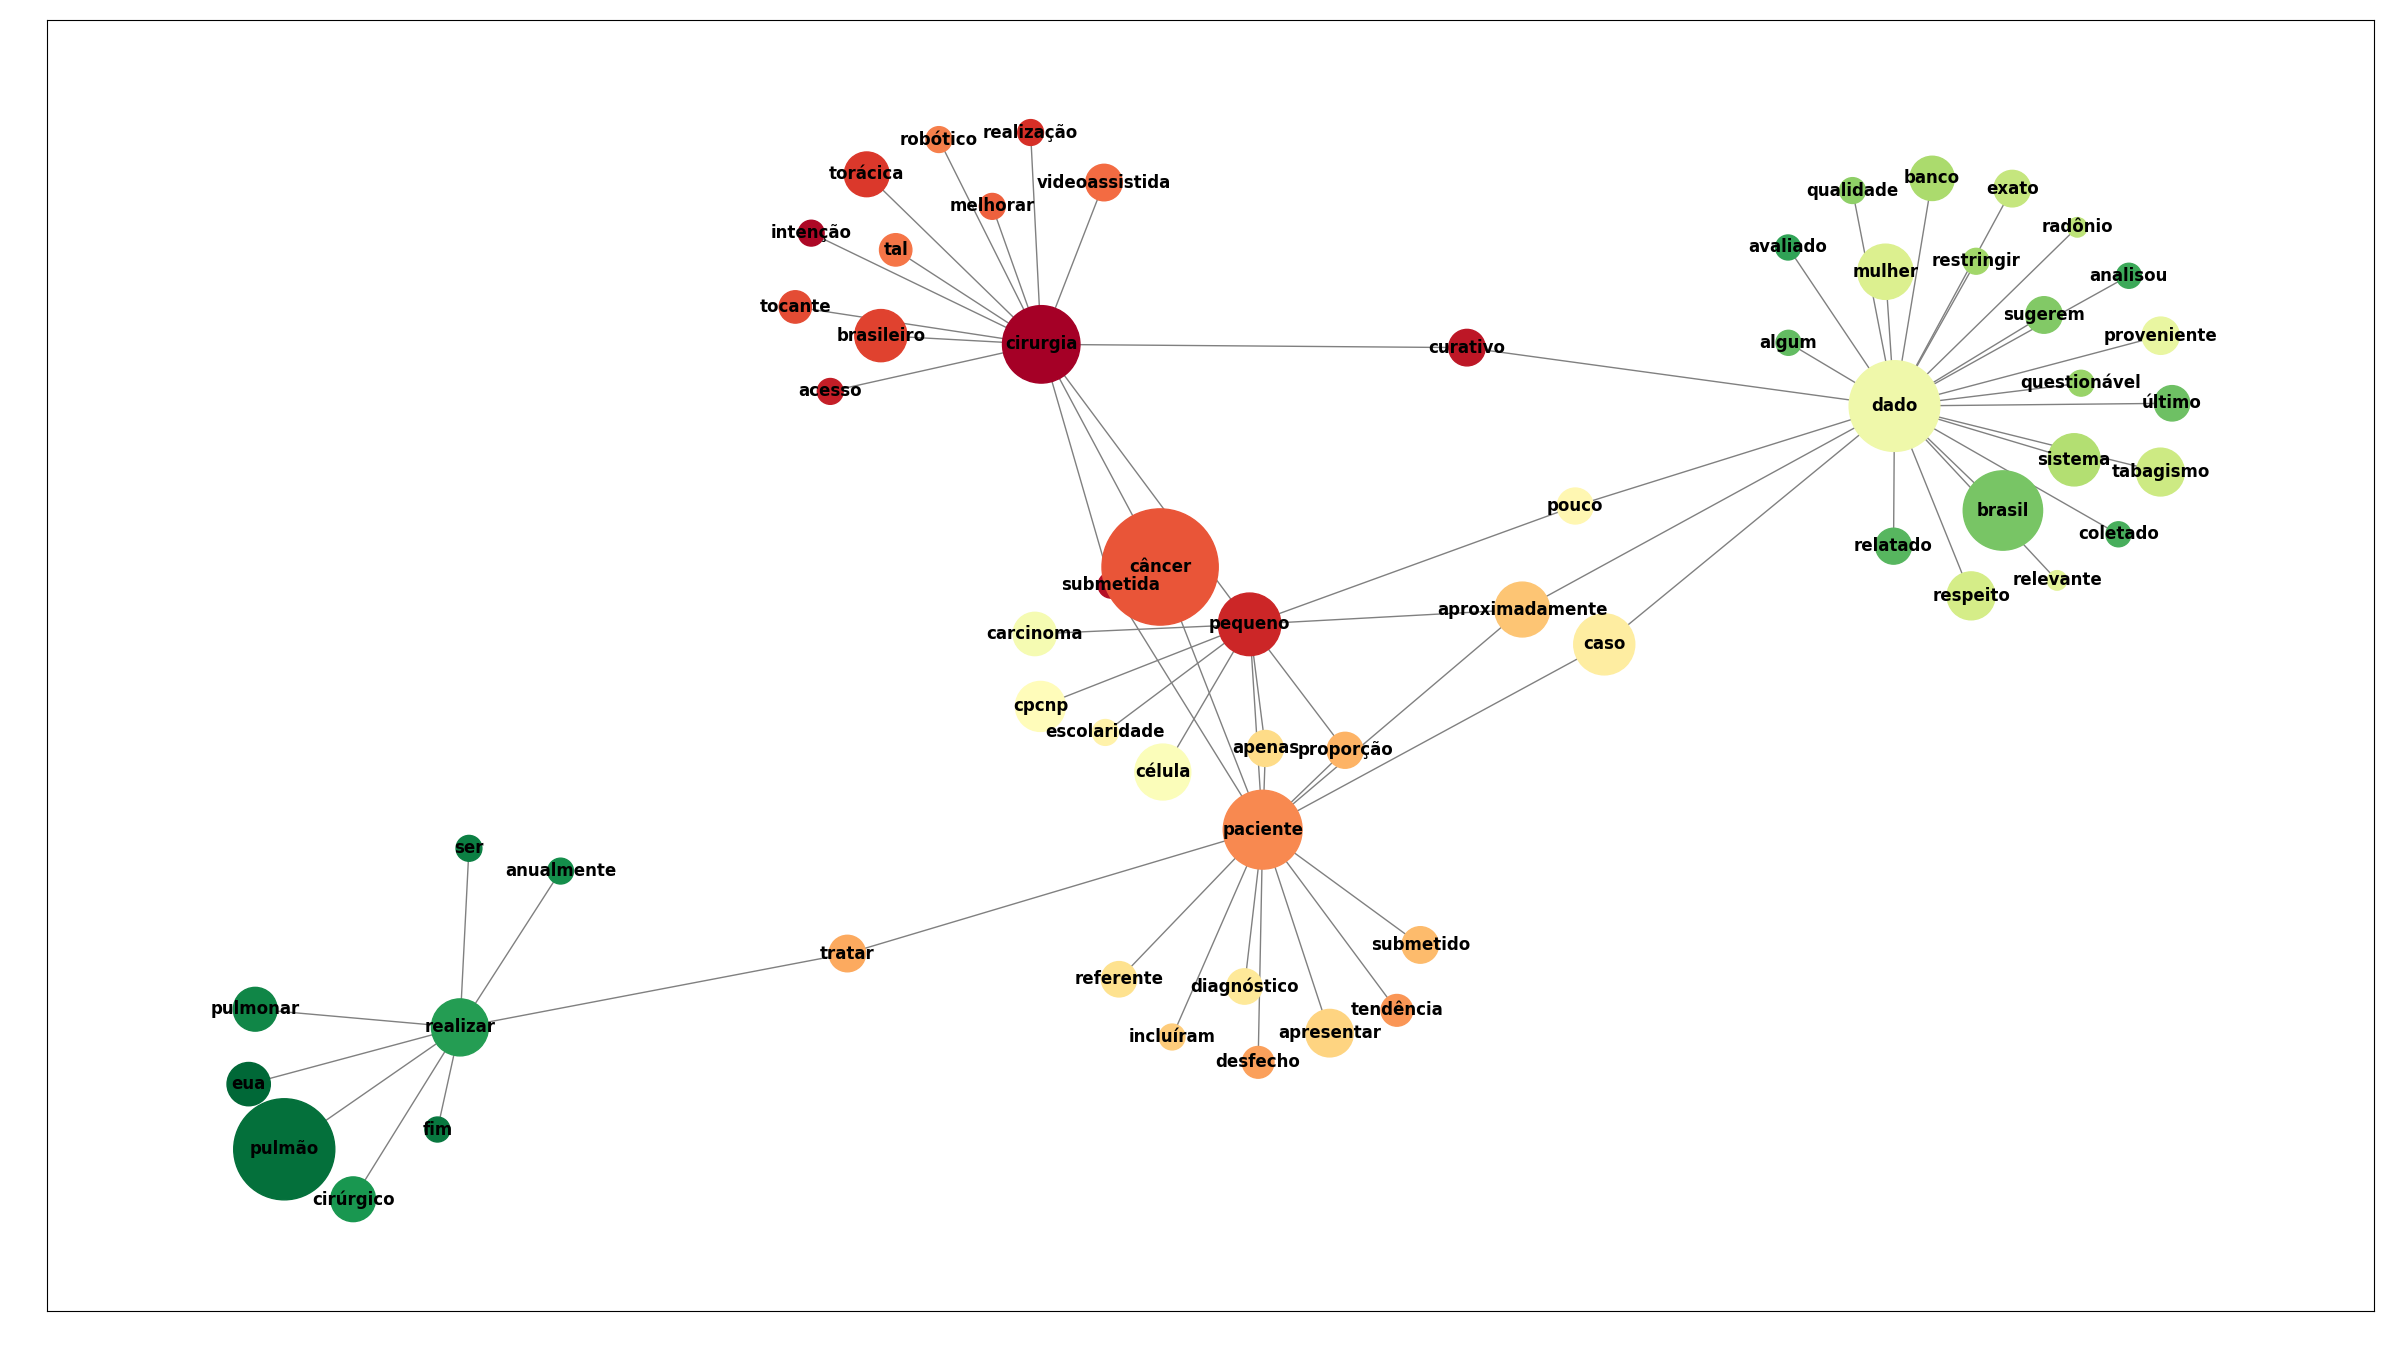 robótico
realização
torácica
videoassistida
melhorar
intenção
tal
tocante
brasileiro
cirurgia
acesso
curativo
qualidade
banco
exato
radônio
avaliado
mulher
restringir
analisou
sugerem
proveniente
algum
questionável
último
dado
sistema
tabagismo
brasil
coletado
relatado
relevante
respeito
pouco
câncer
submetida
carcinoma
pequeno
aproximadamente
caso
cpcnp
escolaridade
apenas
proporção
célula
paciente
ser
anualmente
tratar
submetido
referente
diagnóstico
tendência
incluíram
apresentar
desfecho
pulmonar
realizar
eua
fim
pulmão
cirúrgico